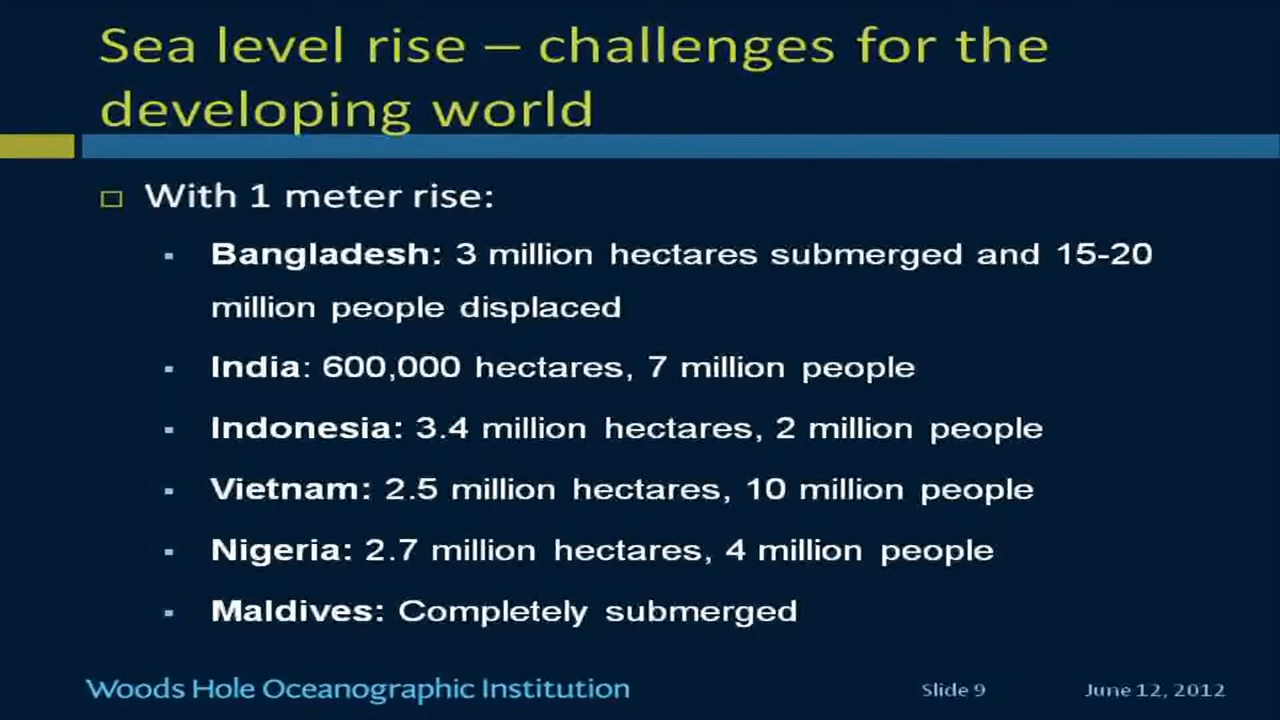 Sea level rise – challenges for the
developing world
With 1 meter rise:
Bangladesh: 3 million hectares submerged and 15-20
million people displaced
India: 600,000 hectares, 7 million people
Indonesia: 3.4 million hectares, 2 million people
Vietnam: 2.5 million hectares, 10 million people
Nigeria: 2.7 million hectares, 4 million people
Maldives: Completely submerged
Woods Hole Oceanographic Institution Slide 9 June 12, 2012